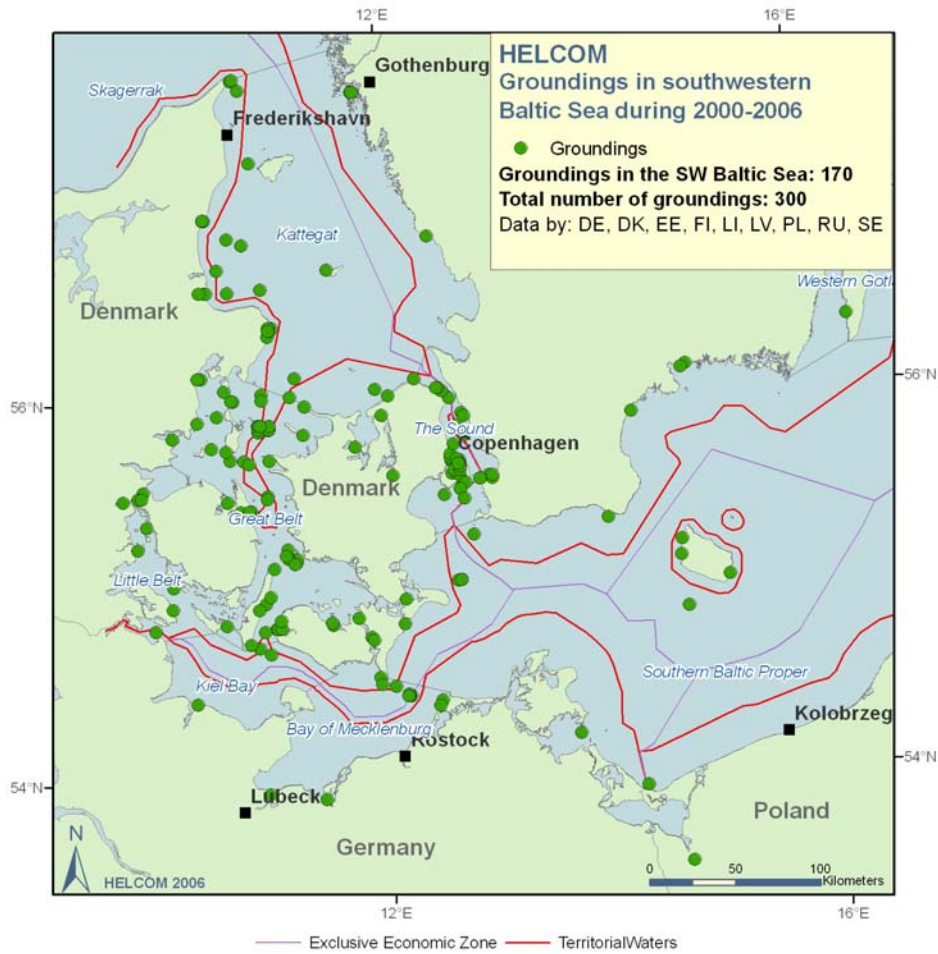 12°E
16°E
HELCOM
Groundings in southwestern
Baltic Sea during 2000-2006
Groundings
Groundings in the SW Baltic Sea: 170
Total number of groundings: 300
Data by: DE, DK, EE, FI, LI, LV, PL, RU, SE
Gothenburg
Skagerrak
Frederikshavn
Kattegat
Western Gotl
Denmark
56°N
56°N
The Sound
Copenhagen
Denmark
Great Belt
Little Belt
Southern Baltic Proper
Kiel Bay
Kolobrzeg
Bay of Mecklenburg
Rostock
54°N
54°N
Lübeck
Poland
Germany
N
0 50 100
Kilometers
HELCOM 2006
12°E
16°E
Exclusive Economic Zone
TerritorialWaters